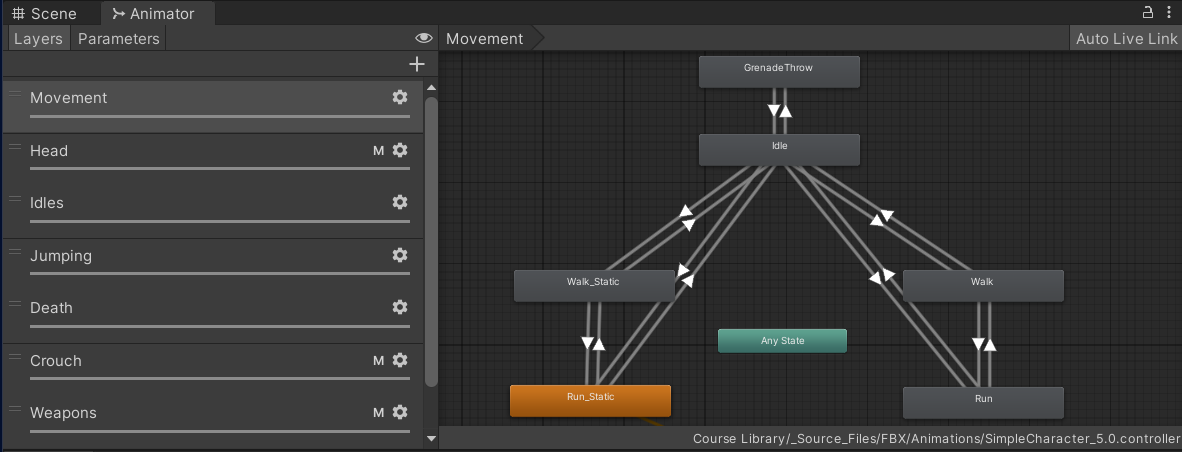 Scene Animator
Layers Parameters
Movement
Auto Live Link
Movement
Head M
Idles
Jumping
Death
Crouch M
Weapons M
GrenadeThrow
Idle
Walk_Static
Walk
Any State
Run_Static
Run
Course Library/_Source_Files/FBX/Animations/SimpleCharacter_5.0.controller